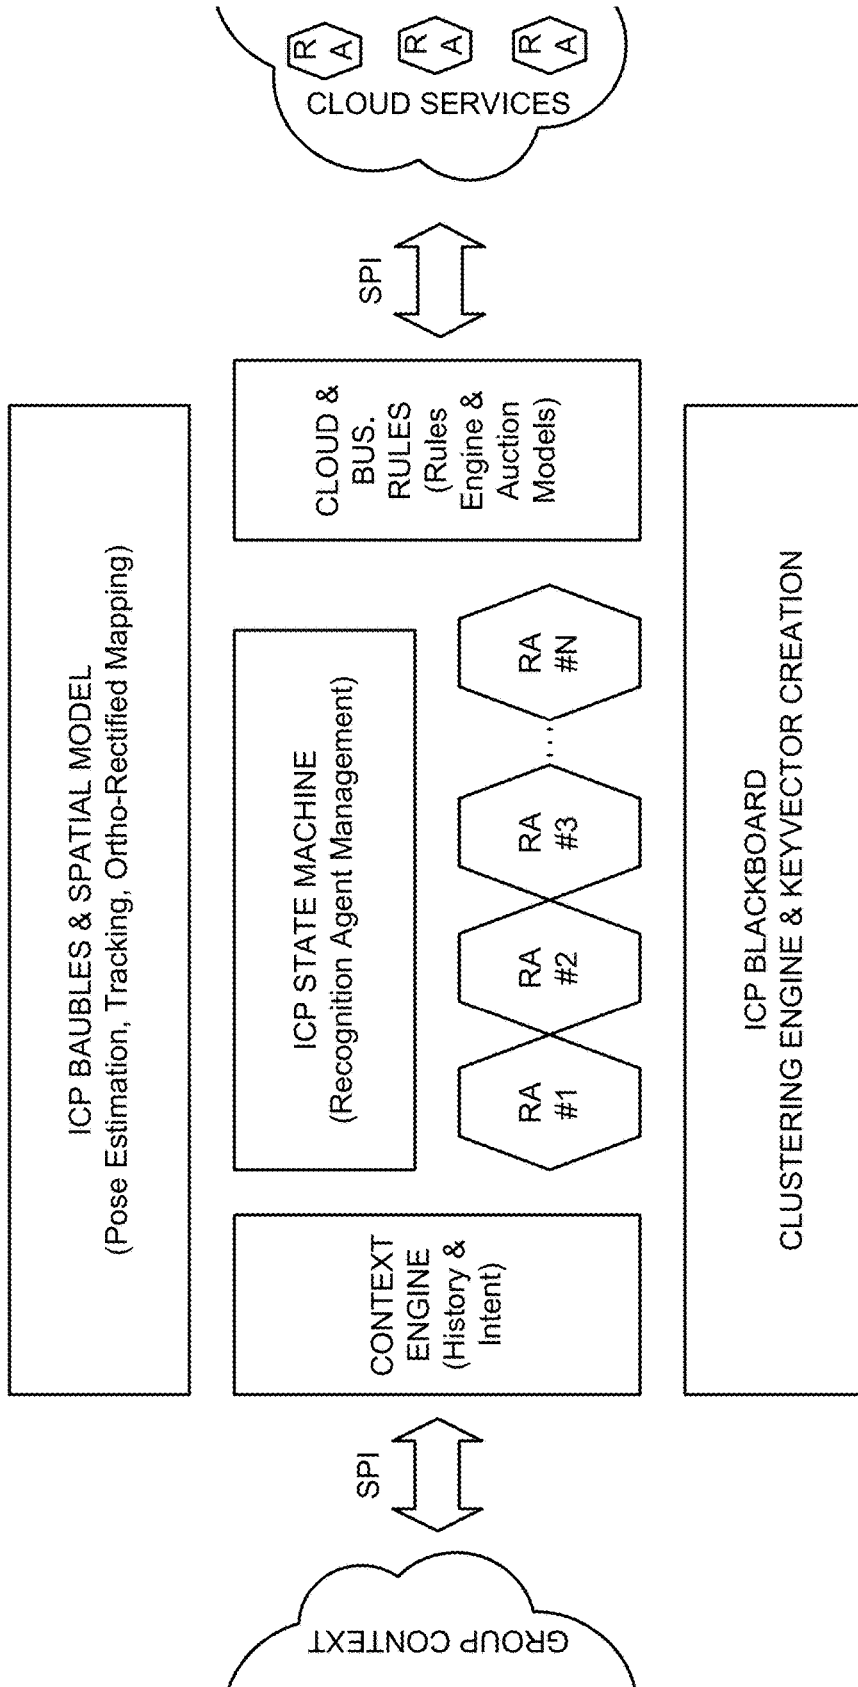 ICP BAUBLES & SPATIAL MODEL
(Pose Estimation, Tracking, Ortho-Rectified Mapping)
GROUP CONTEXT
SPI
CONTEXT
ENGINE
(History &
Intent)
ICP STATE MACHINE
(Recognition Agent Management)
RA
#1
RA
#2
RA
#3
....
RA
#N
CLOUD &
BUS.
RULES
(Rules
Engine &
Auction
Models)
SPI
CLOUD SERVICES
R
A
R
A
R
A
ICP BLACKBOARD
CLUSTERING ENGINE & KEYVECTOR CREATION